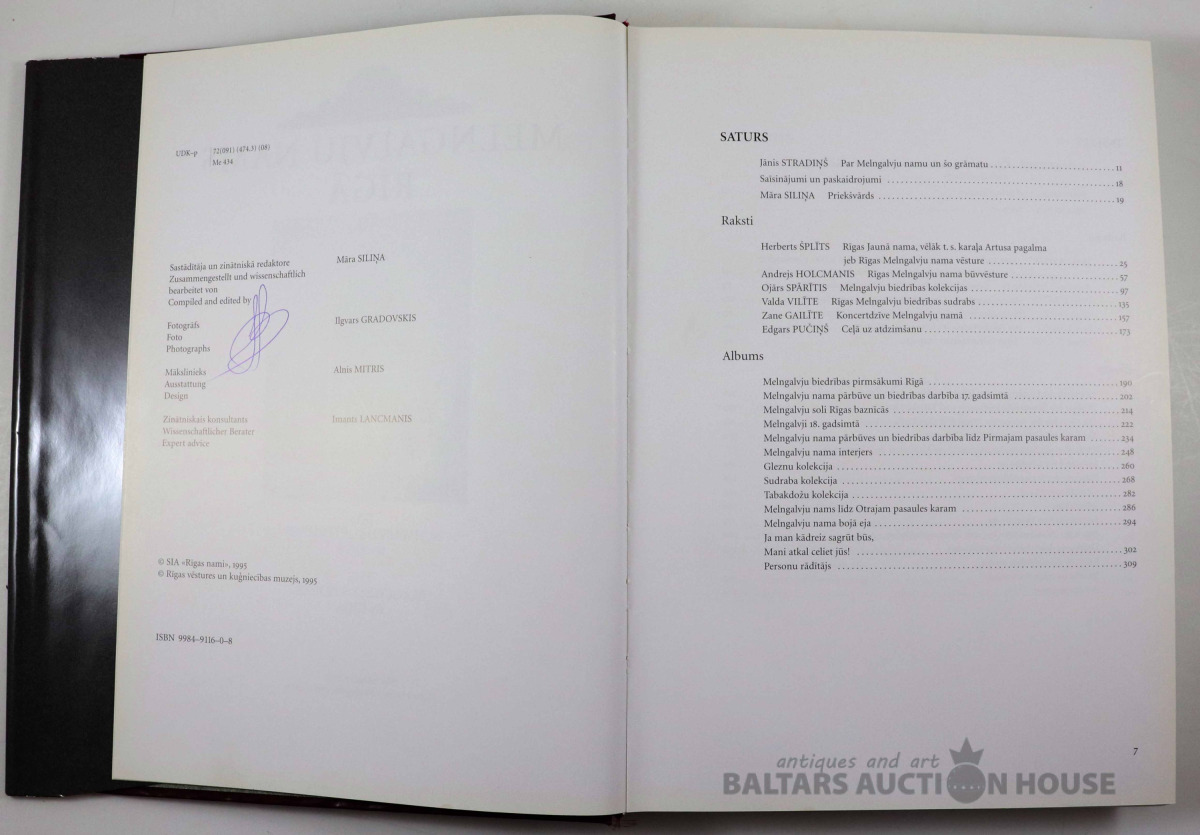 UDK–p 72(091) (474.3) (08)
Me 434
Sastādītāja un zinātniskā redaktore Māra SILIŅA
Zusammengestellt und wissenschaftlich
bearbeitet von
Compiled and edited by
Fotogrāfs Ilgvars GRADOVSKIS
Foto
Photographs
Mākslinieks Alnis MITRIS
Ausstattung
Design
Zinātniskais konsultants Imants LANCMANIS
Wissenschaftlicher Berater
Expert advice
© SIA «Rīgas nami», 1995
© Rīgas vēstures un kuģniecības muzejs, 1995
ISBN 9984–9116–0–8
SATURS
Jānis STRADIŅŠ Par Melngalvju namu un šo grāmatu 11
Saīsinājumi un paskaidrojumi 18
Māra SILIŅA Priekšvārds 19
Raksti
Herberts ŠPLĪTS Rīgas Jaunā nama, vēlāk t. s. karaļa Artusa pagalma
jeb Rīgas Melngalvju nama vēsture 25
Andrejs HOLCMANIS Rīgas Melngalvju nama būvvēsture 57
Ojārs SPĀRĪTIS Melngalvju biedrības kolekcijas 97
Valda VILĪTE Rīgas Melngalvju biedrības sudrabs 135
Zane GAILĪTE Koncertdzīve Melngalvju namā 157
Edgars PUČIŅŠ Ceļā uz atdzimšanu 173
Albums
Melngalvju biedrības pirmsākumi Rīgā 190
Melngalvju nama pārbūve un biedrības darbība 17. gadsimtā 202
Melngalvju soli Rīgas baznīcās 214
Melngalvji 18. gadsimtā 222
Melngalvju nama pārbūves un biedrības darbība līdz Pirmajam pasaules karam 234
Melngalvju nama interjers 248
Gleznu kolekcija 260
Sudraba kolekcija 268
Tabakdožu kolekcija 282
Melngalvju nams līdz Otrajam pasaules karam 286
Melngalvju nama bojā eja 294
Ja man kādreiz sagrūt būs,
Mani atkal celiet jūs! 302
Personu rādītājs 309
7
antiques and art
BALTARS AUCTION HOUSE